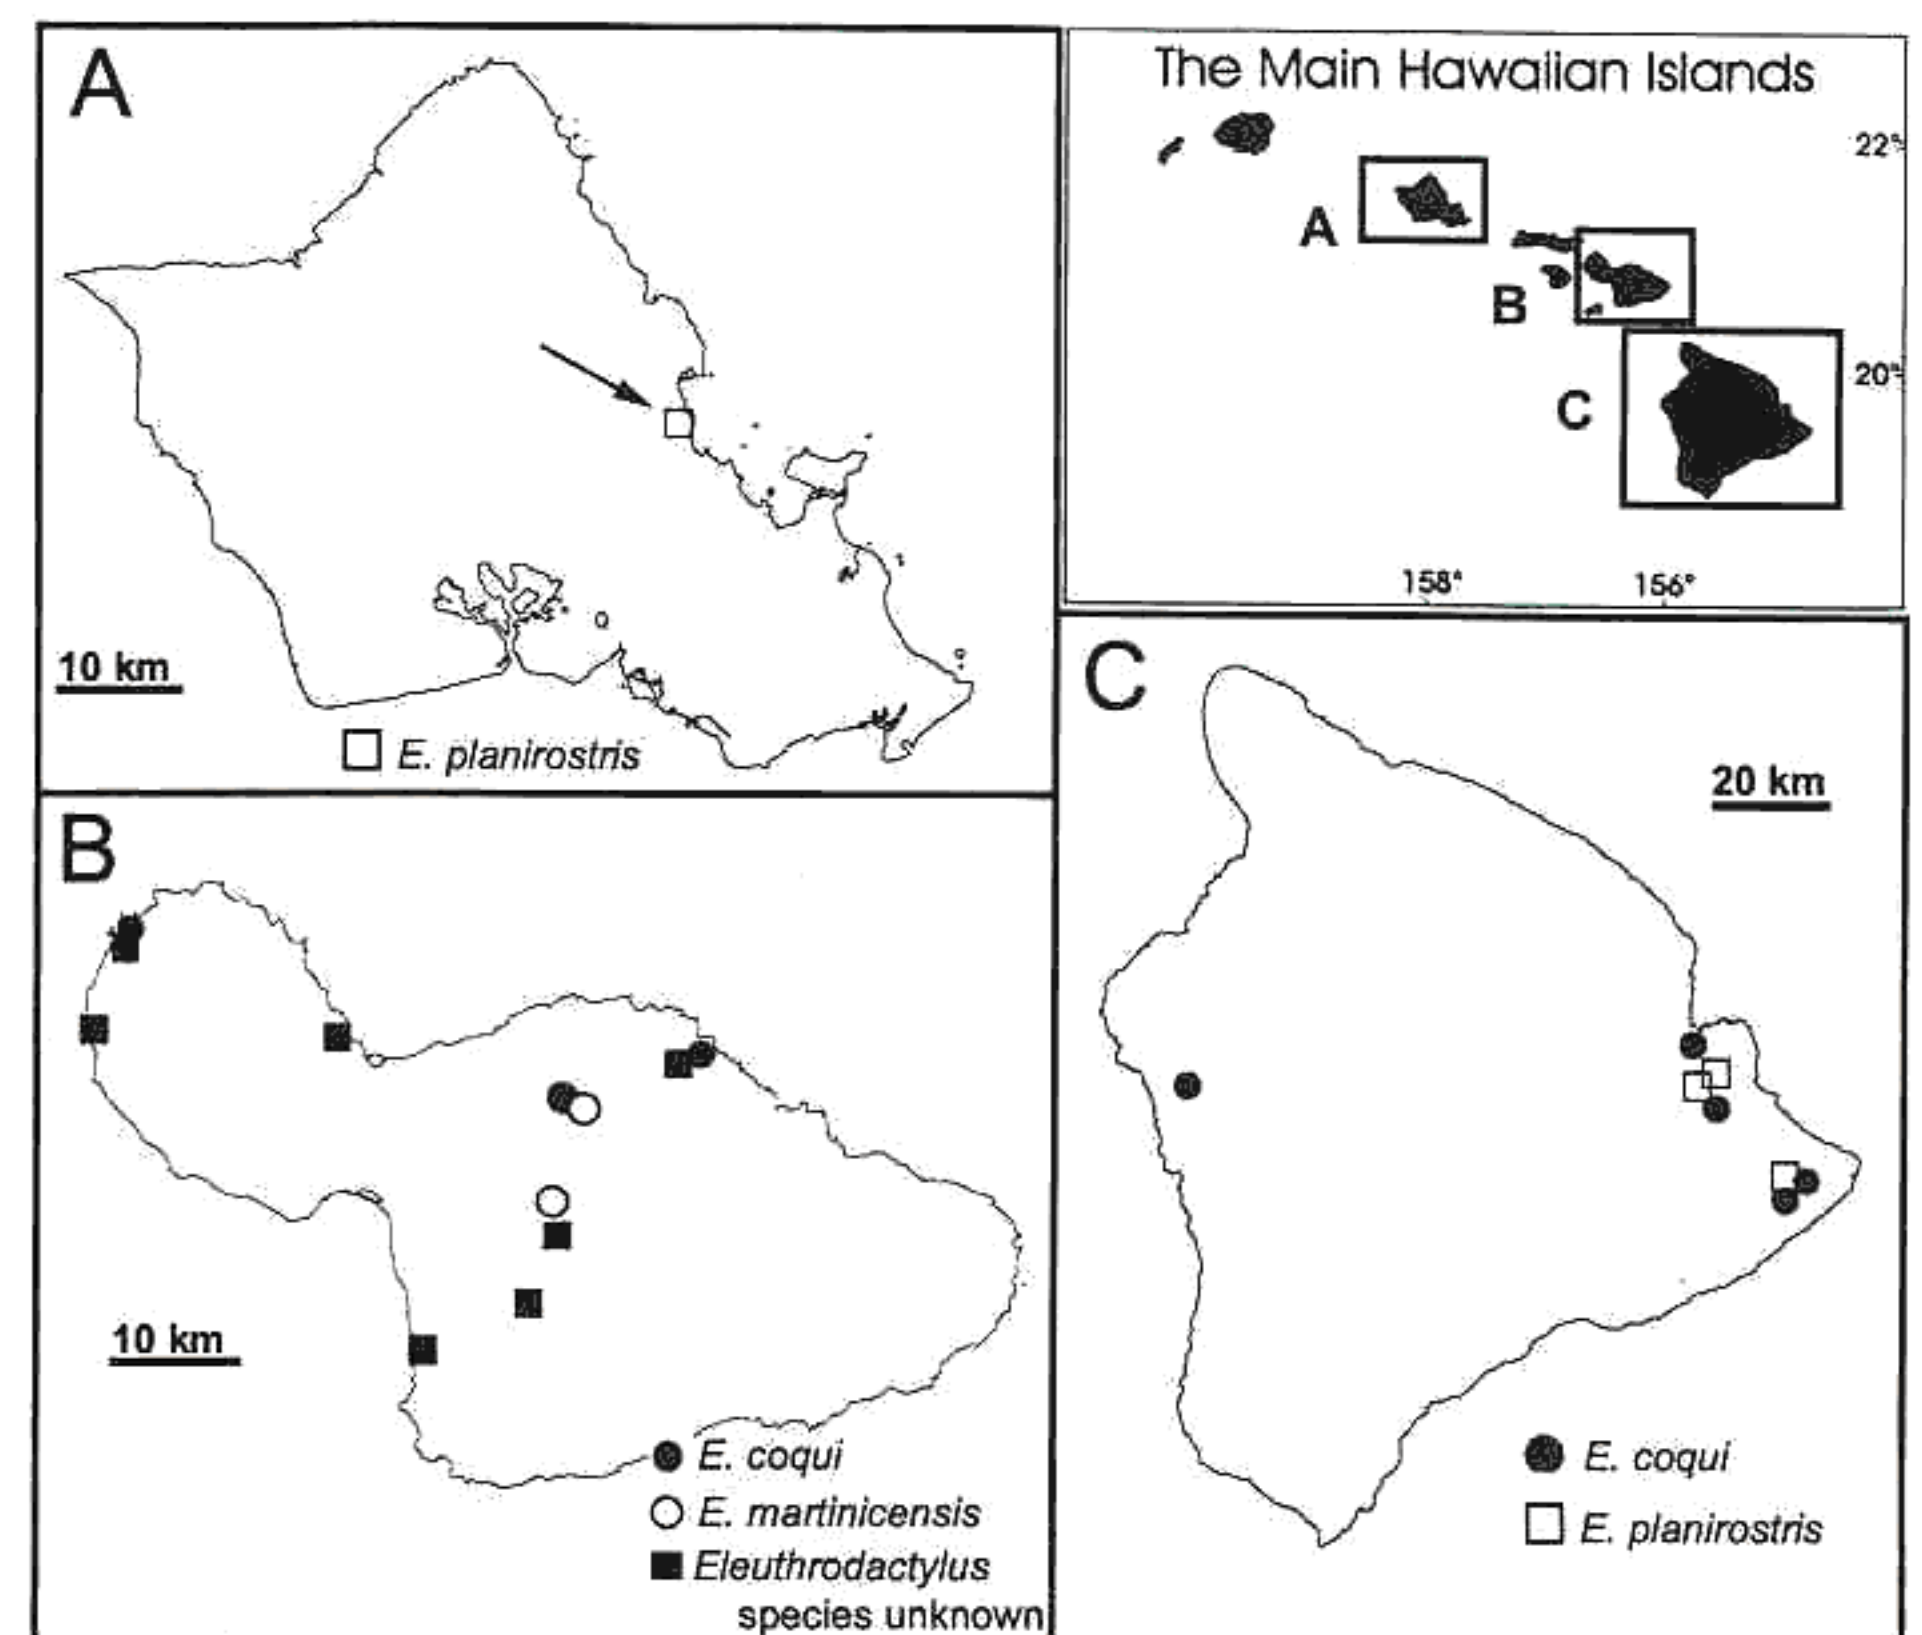 A
10 km
E. planirostris
The Main Hawaiian Islands
22°
A
B
20°
C
158°
156°
B
10 km
E. coqui
E. martinicensis
Eleuthrodactylus
species unknown
C
20 km
E. coqui
E. planirostris